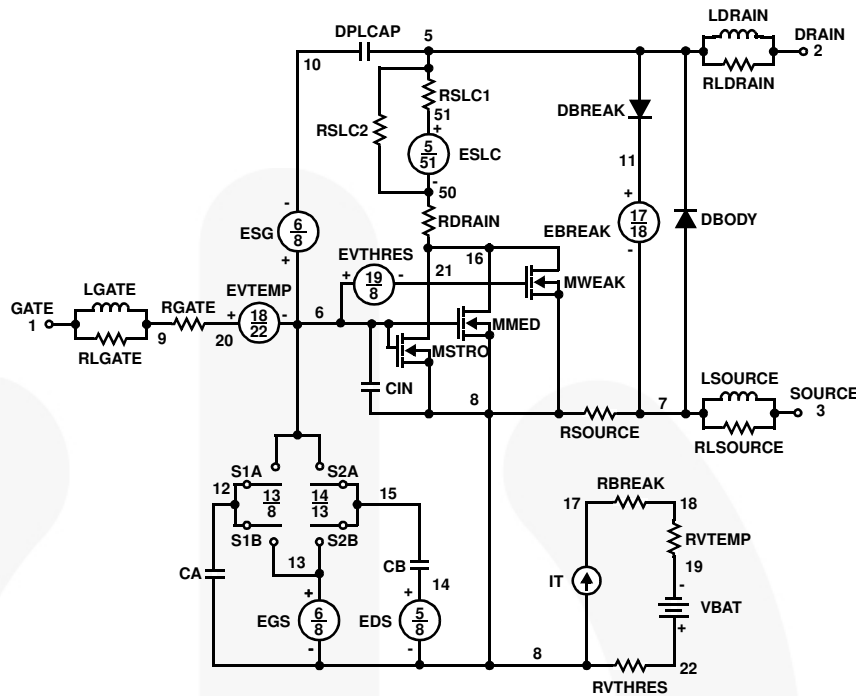 LDRAIN
DPLCAP 5 DRAIN
10 2
RLDRAIN
RSLC1
51
DBREAK
RSLC2
+
5
51
ESLC
-
50
11
-
RDRAIN
+
17
18
EBREAK
DBODY
ESG
6
8
+
EVTHRES
16
-
+ 19
8 - 21
MWEAK
LGATE
EVTEMP
GATE
1
RGATE
+ 18
22 -
6
MMED
9 20
RLGATE
MSTRO
LSOURCE
CIN
8
7
SOURCE
3
RSOURCE
RLSOURCE
S1A S2A
12 13
8 14
13 15
S1B S2B
13
RBREAK
17 18
RVTEMP
CA
CB
14
IT
19
-
VBAT
+
+ +
EGS
6
8
EDS
5
8
- -
8
22
RVTHRES